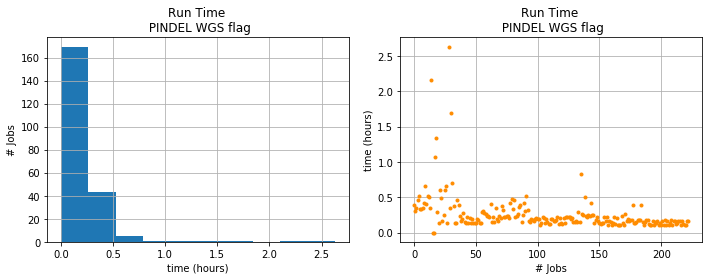 Run Time
PINDEL WGS flag
160
140
120
100
80
60
40
20
0
# Jobs
0.0 0.5 1.0 1.5 2.0 2.5
time (hours)
Run Time
PINDEL WGS flag
2.5
2.0
1.5
1.0
0.5
0.0
time (hours)
0 50 100 150 200
# Jobs